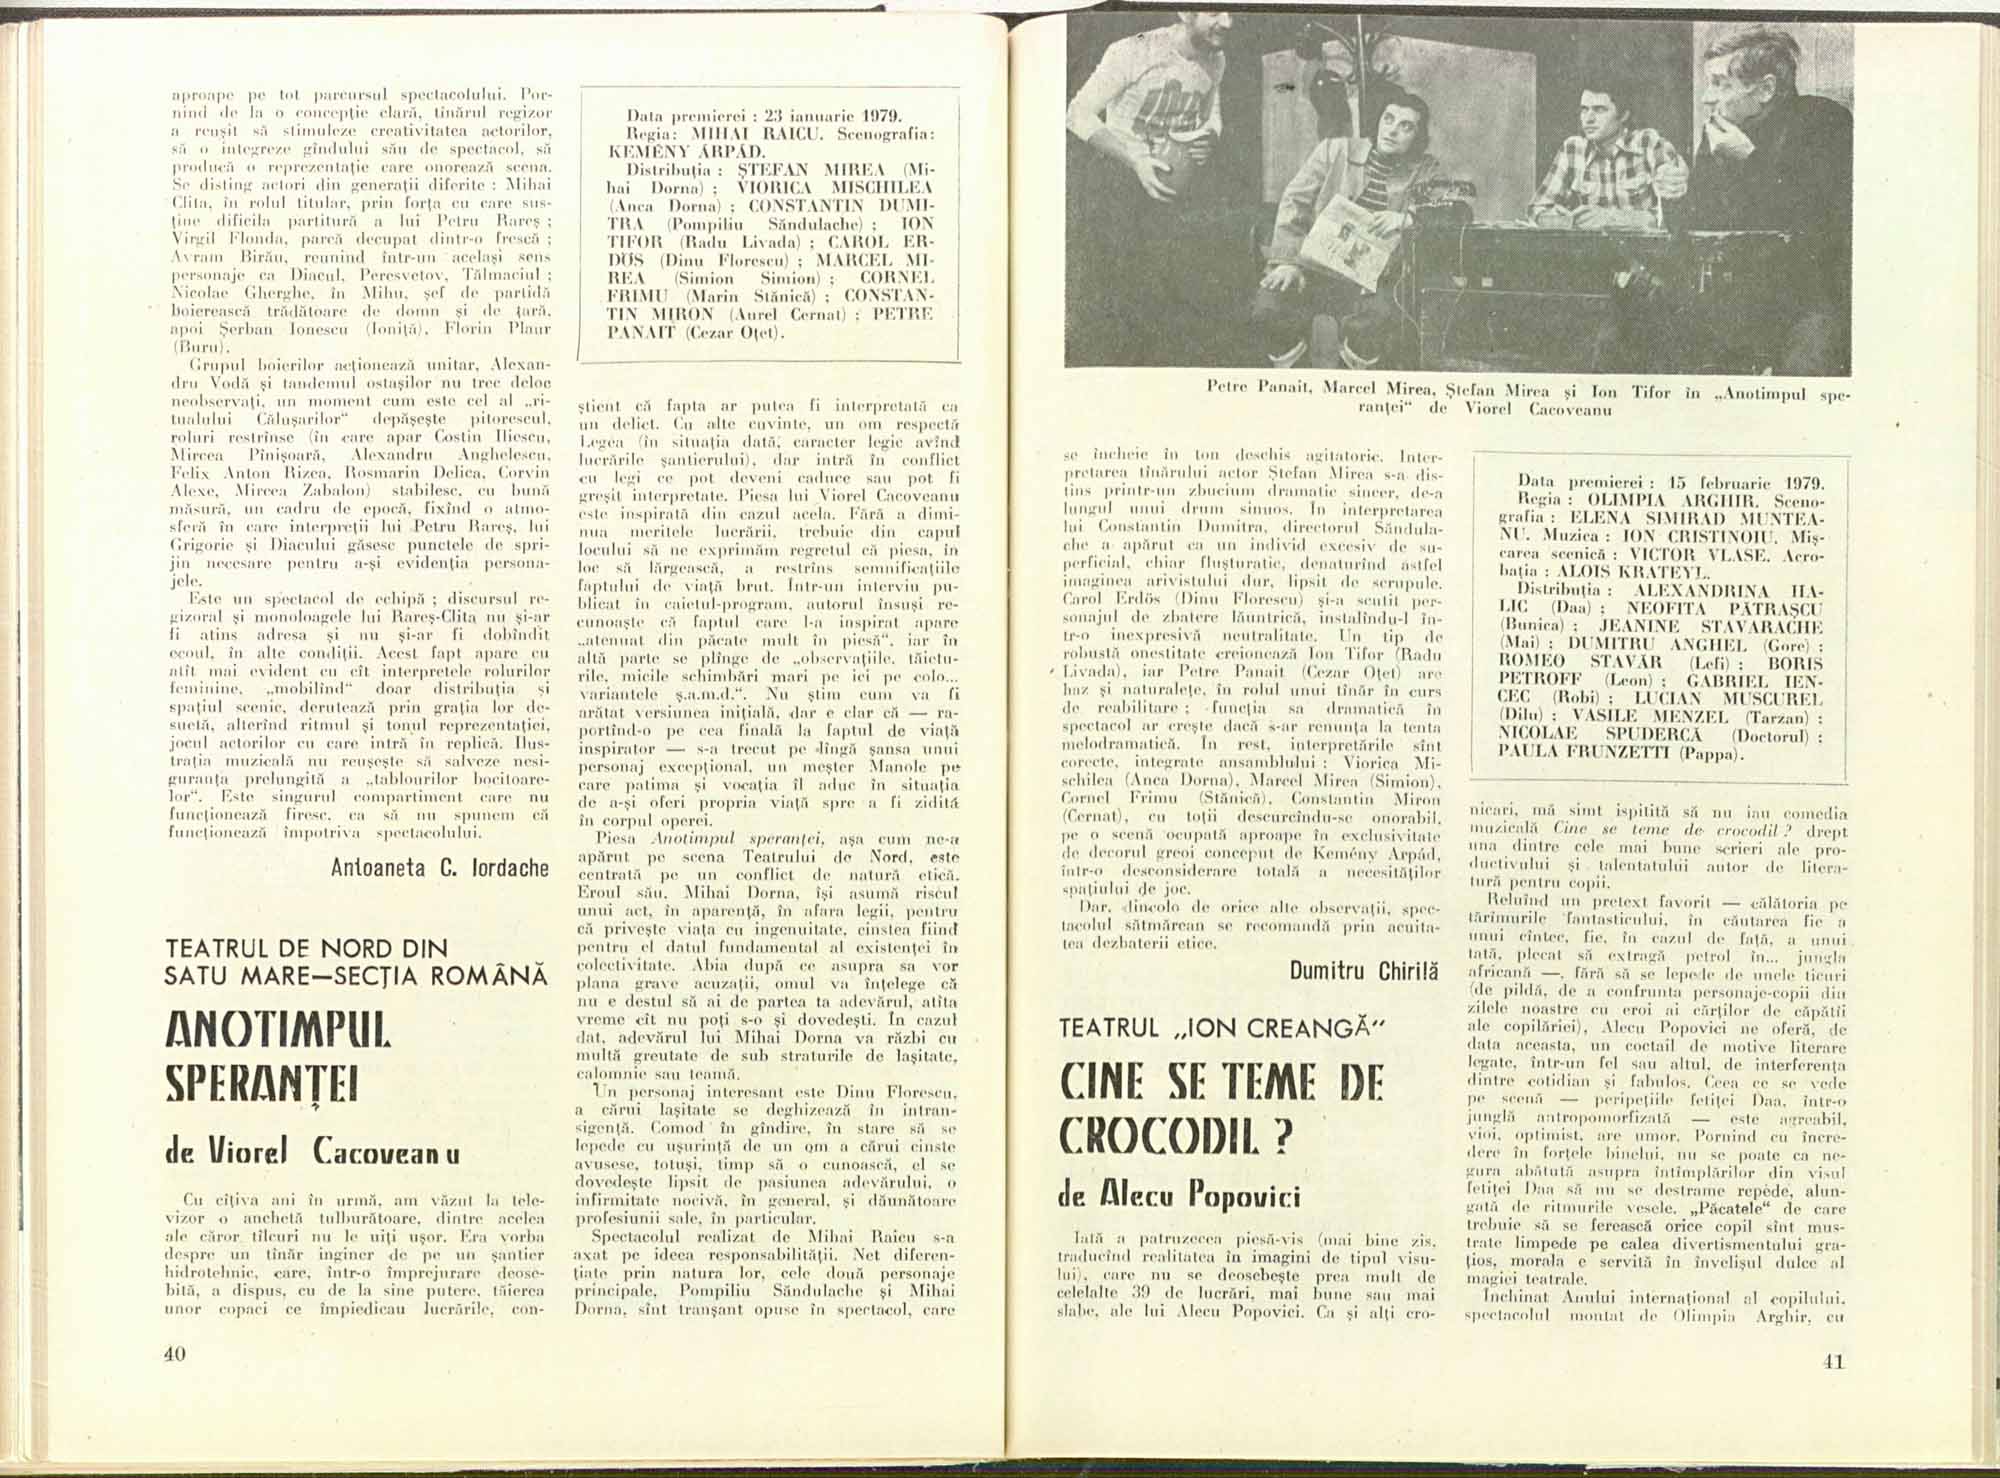 aproape pe tot parcursul spectacolului. Por-
nind de la o concepție clară, tînărul regizor
a reușit să stimuleze creativitatea actorilor,
să o integreze gîndului său de spectacol, să
producă o reprezentație care onorează scena.
Se disting actori din generații diferite : Mihai
Clita, în rolul titular, prin forța cu care sus-
ține dificila partitură a lui Petru Rareș ;
Virgil Flonda, parcă decupat dintr-o frescă ;
Avram Birău, reunind într-un același sens
personaje ca Diacul, Peresvetov, Tălmaciul ;
Nicolae Gherghe, în Mihu, șef de partidă
boierească trădătoare de domn și de țară,
apoi Șerban Ionescu (Ioniță), Florin Plaur
(Buru).
Grupul boierilor acționează unitar, Alexan-
dru Vodă și tandemul ostașilor nu trec deloc
neobservați, un moment cum este cel al „ri-
tualului Călușarilor“ depășește pitorescul,
roluri restrînse (în care apar Costin Iliescu,
Mircea Pînișoară, Alexandru Anghelescu,
Felix Anton Rizea, Rosmarin Delica, Corvin
Alexe, Mircea Zabalon) stabilesc, cu bună
măsură, un cadru de epocă, fixînd o atmo-
sferă în care interpreții lui Petru Rareș, lui
Grigorie și Diacului găsesc punctele de spri-
jin necesare pentru a-și evidenția persona-
jele.
Este un spectacol de echipă ; discursul re-
gizoral și monoloagele lui Rareș-Clita nu și-ar
fi atins adresa și nu și-ar fi dobîndit
ecoul, în alte condiții. Acest fapt apare cu
atît mai evident cu cît interpretele rolurilor
feminine, „mobilînd“ doar distribuția și
spațiul scenic, derutează prin grația lor de-
suetă, alterînd ritmul și tonul reprezentației,
jocul actorilor cu care intră în replică. Ilus-
trația muzicală nu reușește să salveze nesi-
guranța prelungită a „tablourilor bocitoare-
lor“. Este singurul compartiment care nu
funcționează firesc, ca să nu spunem că
funcționează împotriva spectacolului.
Antoaneta C. Iordache
TEATRUL DE NORD DIN
SATU MARE—SECȚIA ROMÂNĂ
ANOTIMPUL
SPERANȚEI
de Viorel Cacoveanu
Cu cîțiva ani în urmă, am văzut la tele-
vizor o anchetă tulburătoare, dintre acelea
ale căror tîlcuri nu le uiți ușor. Era vorba
despre un tînăr inginer de pe un șantier
hidrotehnic, care, într-o împrejurare deose-
bită, a dispus, cu de la sine putere, tăierea
unor copaci ce împiedicau lucrările, con-
40
Data premierei : 23 ianuarie 1979.
Regia: MIHAI RAICU. Scenografia:
KEMÉNY ÁRPÁD.
Distribuția : ȘTEFAN MIREA (Mi-
hai Dorna) ; VIORICA MISCHILEA
(Anca Dorna) ; CONSTANTIN DUMI-
TRA (Pompiliu Săndulache) ; ION
TIFOR (Radu Livada) ; CAROL ER-
DÖS (Dinu Florescu) ; MARCEL MI-
REA (Simion Simion) ; CORNEL
FRIMU (Marin Stănică) ; CONSTAN-
TIN MIRON (Aurel Cernat) ; PETRE
PANAIT (Cezar Oțet).
știent că fapta ar putea fi interpretată ca
un delict. Cu alte cuvinte, un om respectă
Legea (în situația dată, caracter legic avînd
lucrările șantierului), dar intră în conflict
cu legi ce pot deveni caduce sau pot fi
greșit interpretate. Piesa lui Viorel Cacoveanu
este inspirată din cazul acela. Fără a dimi-
nua meritele lucrării, trebuie din capul
locului să ne exprimăm regretul că piesa, în
loc să lărgească, a restrîns semnificațiile
faptului de viață brut. Într-un interviu pu-
blicat în caietul-program, autorul însuși re-
cunoaște că faptul care l-a inspirat apare
„atenuat din păcate mult în piesă“, iar în
altă parte se plînge de „observațiile, tăietu-
rile, micile schimbări mari pe ici pe colo...
variantele ș.a.m.d.“. Nu știm cum va fi
arătat versiunea inițială, dar e clar că — ra-
portînd-o pe cea finală la faptul de viață
inspirator — s-a trecut pe lîngă șansa unui
personaj excepțional, un meșter Manole pe
care patima și vocația îl aduc în situația
de a-și oferi propria viață spre a fi zidită
în corpul operei.
Piesa Anotimpul speranței, așa cum ne-a
apărut pe scena Teatrului de Nord, este
centrată pe un conflict de natură etică.
Eroul său, Mihai Dorna, își asumă riscul
unui act, în aparență, în afara legii, pentru
că privește viața cu ingenuitate, cinstea fiind
pentru el datul fundamental al existenței în
colectivitate. Abia după ce asupra sa vor
plana grave acuzații, omul va înțelege că
nu e destul să ai de partea ta adevărul, atîta
vreme cît nu poți s-o și dovedești. În cazul
dat, adevărul lui Mihai Dorna va răzbi cu
multă greutate de sub straturile de lașitate,
calomnie sau teamă.
Un personaj interesant este Dinu Florescu,
a cărui lașitate se deghizează în intran-
sigență. Comod în gîndire, în stare să se
lepede cu ușurință de un om a cărui cinste
avusese, totuși, timp să o cunoască, el se
dovedește lipsit de pasiunea adevărului, o
infirmitate nocivă, în general, și dăunătoare
profesiunii sale, în particular.
Spectacolul realizat de Mihai Raicu s-a
axat pe ideea responsabilității. Net diferen-
țiate prin natura lor, cele două personaje
principale, Pompiliu Săndulache și Mihai
Dorna, sînt tranșant opuse în spectacol, care
Petre Panait, Marcel Mirea, Ștefan Mirea și Ion Tifor în „Anotimpul spe-
ranței“ de Viorel Cacoveanu
se încheie în ton deschis agitatoric. Inter-
pretarea tînărului actor Ștefan Mirea s-a dis-
tins printr-un zbucium dramatic sincer, de-a
lungul unui drum sinuos. În interpretarea
lui Constantin Dumitra, directorul Săndula-
che a apărut ca un individ excesiv de su-
perficial, chiar flușturatic, denaturînd astfel
imaginea arivistului dur, lipsit de scrupule.
Carol Erdös (Dinu Florescu) și-a scutit per-
sonajul de zbatere lăuntrică, instalîndu-l în-
tr-o inexpresivă neutralitate. Un tip de
robustă onestitate creionează Ion Tifor (Radu
Livada), iar Petre Panait (Cezar Oțet) are
haz și naturalețe, în rolul unui tînăr în curs
de reabilitare ; funcția sa dramatică în
spectacol ar crește dacă s-ar renunța la tenta
melodramatică. În rest, interpretările sînt
corecte, integrate ansamblului : Viorica Mi-
schilea (Anca Dorna), Marcel Mirea (Simion),
Cornel Frimu (Stănică), Constantin Miron
(Cernat), cu toții descurcîndu-se onorabil,
pe o scenă ocupată aproape în exclusivitate
de decorul greoi conceput de Kemény Arpád,
într-o desconsiderare totală a necesităților
spațiului de joc.
Dar, dincolo de orice alte observații, spec-
tacolul sătmărean se recomandă prin acuita-
tea dezbaterii etice.
Dumitru Chirilă
TEATRUL „ION CREANGĂ“
CINE SE TEME DE
CROCODIL ?
de Alecu Popovici
Iată a patruzecea piesă-vis (mai bine zis,
traducînd realitatea în imagini de tipul visu-
lui), care nu se deosebește prea mult de
celelalte 39 de lucrări, mai bune sau mai
slabe, ale lui Alecu Popovici. Ca și alți cro-
Data premierei : 15 februarie 1979.
Regia : OLIMPIA ARGHIR. Sceno-
grafia : ELENA SIMIRAD MUNTEA-
NU. Muzica : ION CRISTINOIU. Miș-
carea scenică : VICTOR VLASE. Acro-
bația : ALOIS KRATEYL.
Distribuția : ALEXANDRINA HA-
LIC (Daa) ; NEOFITA PĂTRAȘCU
(Bunica) ; JEANINE STAVARACHE
(Mai) ; DUMITRU ANGHEL (Gore) ;
ROMEO STAVĂR (Lefi) ; BORIS
PETROFF (Leon) ; GABRIEL IEN-
CEC (Robi) ; LUCIAN MUSCUREL
(Dilu) ; VASILE MENZEL (Tarzan) ;
NICOLAE SPUDERCĂ (Doctorul) ;
PAULA FRUNZETTI (Pappa).
nicari, mă simt ispitită să nu iau comedia
muzicală Cine se teme de crocodil ? drept
una dintre cele mai bune scrieri ale pro-
ductivului și talentatului autor de litera-
tură pentru copii.
Reluînd un pretext favorit — călătoria pe
tărîmurile fantasticului, în căutarea fie a
unui cîntec, fie, în cazul de față, a unui
tată, plecat să extragă petrol în... jungla
africană —, fără să se lepede de unele ticuri
(de pildă, de a confrunta personaje-copii din
zilele noastre cu eroi ai cărților de căpătîi
ale copilăriei), Alecu Popovici ne oferă, de
data aceasta, un coctail de motive literare
legate, într-un fel sau altul, de interferența
dintre cotidian și fabulos. Ceea ce se vede
pe scenă — peripețiile fetiței Daa, într-o
junglă antropomorfizată — este agreabil,
vioi, optimist, are umor. Pornind cu încre-
dere în forțele binelui, nu se poate ca ne-
gura abătută asupra întîmplărilor din visul
fetiței Daa să nu se destrame repede, alun-
gată de ritmurile vesele. „Păcatele“ de care
trebuie să se ferească orice copil sînt mus-
trate limpede pe calea divertismentului gra-
țios, morala e servită în învelișul dulce al
magiei teatrale.
Închinat Anului internațional al copilului,
spectacolul montat de Olimpia Arghir, cu
41